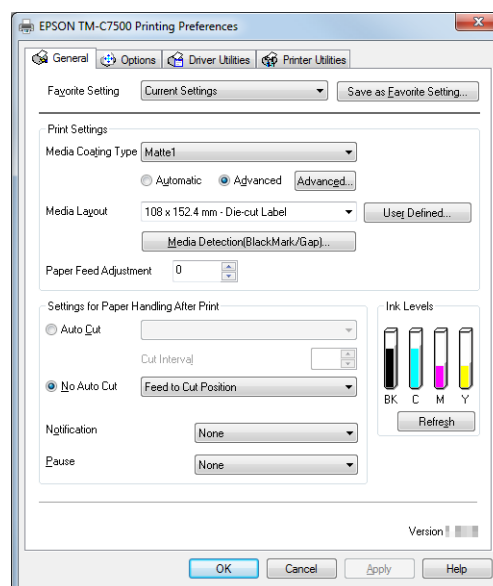 EPSON TM-C7500 Printing Preferences
General Options Driver Utilities Printer Utilities
Favorite Setting Current Settings Save as Favorite Setting...
Print Settings
Media Coating Type Matte1
Automatic Advanced Advanced...
Media Layout 108 x 152.4 mm - Die-cut Label User Defined...
Media Detection(BlackMark/Gap)...
Paper Feed Adjustment 0
Settings for Paper Handling After Print Ink Levels
Auto Cut
Cut Interval
No Auto Cut Feed to Cut Position
BK C M Y
Refresh
Notification None
Pause None
Version
OK Cancel Apply Help